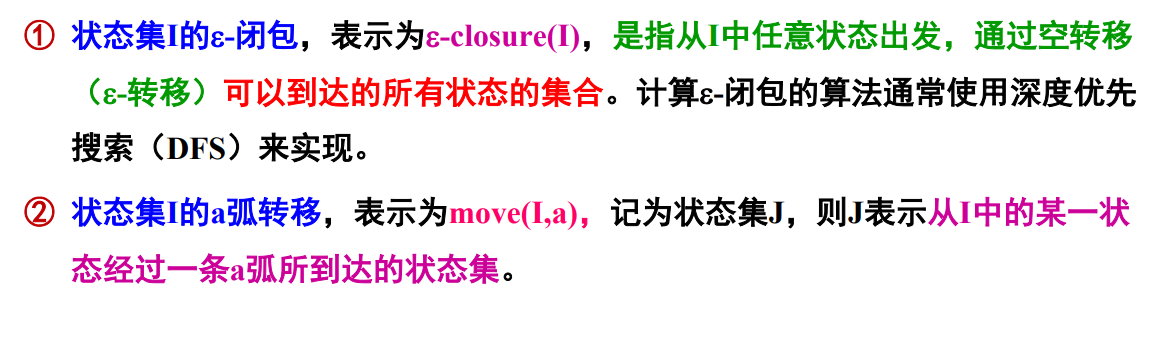 ① 状态集I的ε-闭包，表示为ε-closure(I)，是指从I中任意状态出发，通过空转移
（ε-转移）可以到达的所有状态的集合。计算ε-闭包的算法通常使用深度优先
搜索（DFS）来实现。
② 状态集I的a弧转移，表示为move(I,a)，记为状态集J，则J表示从I中的某一状
态经过一条a弧所到达的状态集。